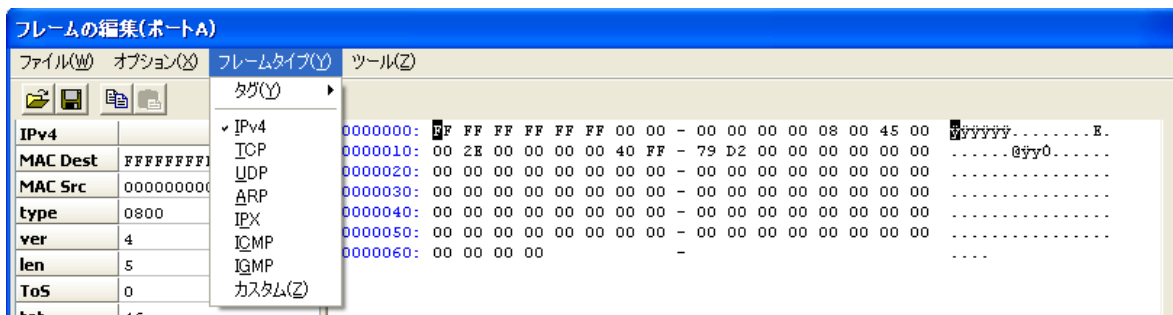 フレームの編集(ポートA)
ファイル(W) オプション(X) フレームタイプ(Y) ツール(Z)
タグ(Y)
IPv4
TCP
UDP
ARP
IPX
ICMP
IGMP
カスタム(Z)
IPv4
MAC Dest FFFFFFFF
MAC Src 000000000
type 0800
ver 4
len 5
ToS 0
0000000: FF FF FF FF FF FF 00 00 - 00 00 00 00 08 00 45 00 ÿÿÿÿÿÿ........E.
0000010: 00 2E 00 00 00 00 40 FF - 79 D2 00 00 00 00 00 00 ......@ÿyÒ......
0000020: 00 00 00 00 00 00 00 00 - 00 00 00 00 00 00 00 00 ................
0000030: 00 00 00 00 00 00 00 00 - 00 00 00 00 00 00 00 00 ................
0000040: 00 00 00 00 00 00 00 00 - 00 00 00 00 00 00 00 00 ................
0000050: 00 00 00 00 00 00 00 00 - 00 00 00 00 00 00 00 00 ................
0000060: 00 00 00 00 - ....